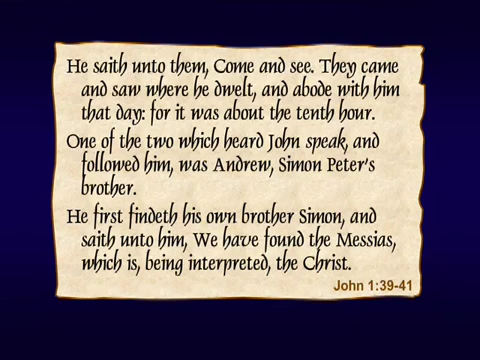 He saith unto them, Come and see. They came
and saw where he dwelt, and abode with him
that day: for it was about the tenth hour.
One of the two which heard John speak, and
followed him, was Andrew, Simon Peter's
brother.
He first findeth his own brother Simon, and
saith unto him, We have found the Messias,
which is, being interpreted, the Christ.
John 1:39-41